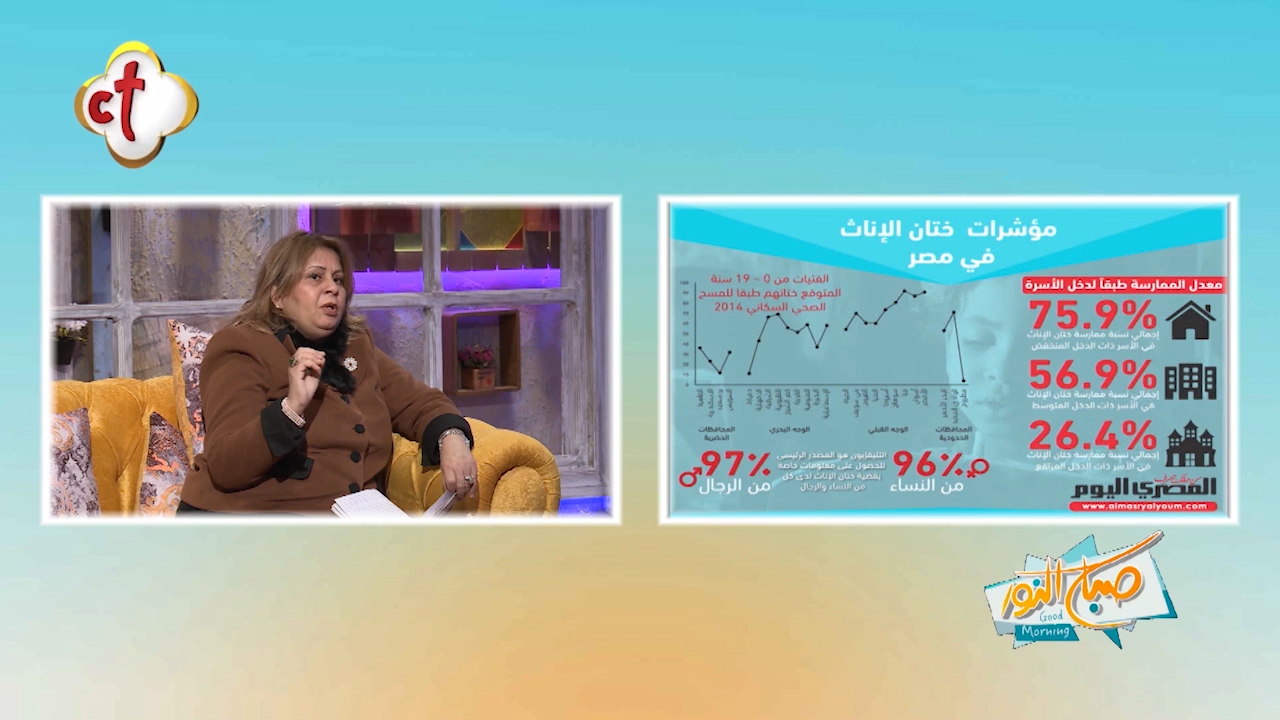 ct
مؤشرات ختان الإناث
في مصر
الفتيات من 0 – 19 سنة
المتوقع ختانهم طبقا للمسح
الصحي السكاني 2014
معدل الممارسة طبقاً لدخل الأسرة
75.9%
إجمالي نسبة ممارسة ختان الإناث
في الأسر ذات الدخل المنخفض
56.9%
إجمالي نسبة ممارسة ختان الإناث
في الأسر ذات الدخل المتوسط
26.4%
إجمالي نسبة ممارسة ختان الإناث
في الأسر ذات الدخل المرتفع
المحافظات
الحضرية
الوجه البحري
الوجه القبلي
المحافظات
الحدودية
96%
من النساء
التليفزيون هو المصدر الرئيسى
للحصول على معلومات خاصة
بقضية ختان الإناث لدى كل
من النساء والرجال
97%
من الرجال
المصري اليوم
www.almasryalyoum.com
صباح النور
Good
Morning